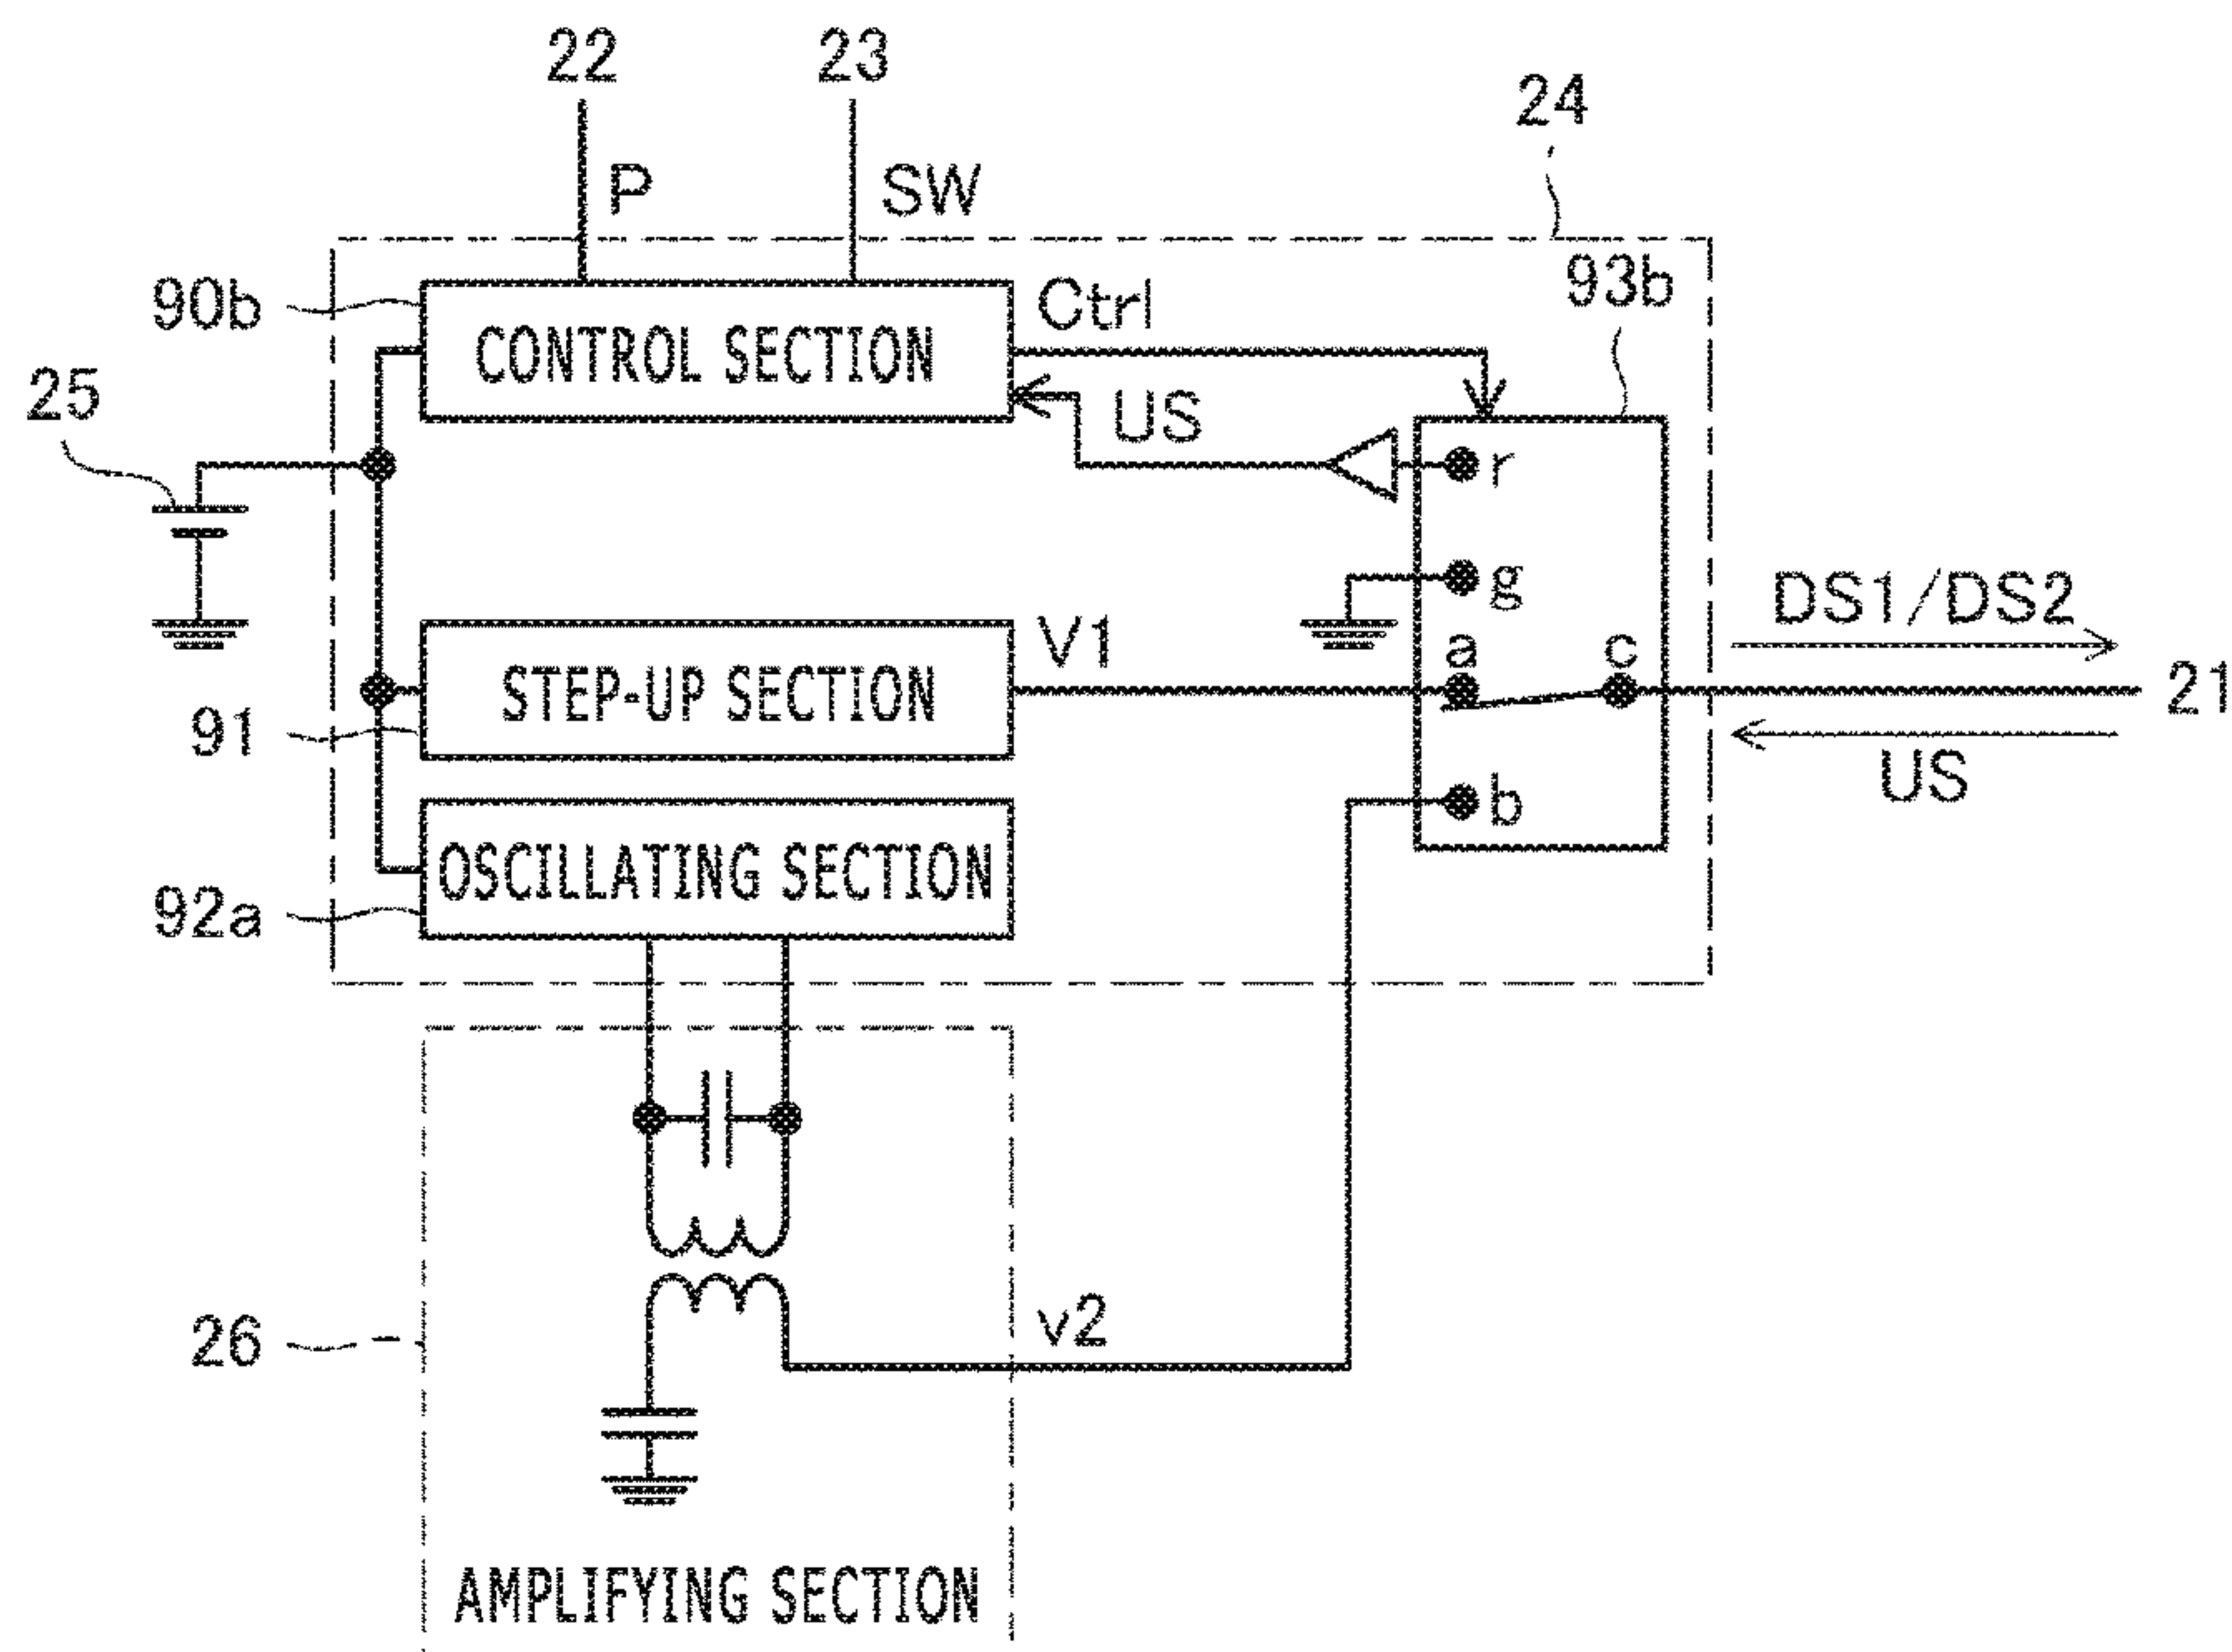 22
23
24
P
SW
90b
CONTROL SECTION
Ctrl
93b
25
US
r
g
DS1/DS2
a
c
21
91
STEP-UP SECTION
V1
US
b
92a
OSCILLATING SECTION
26
v2
AMPLIFYING SECTION